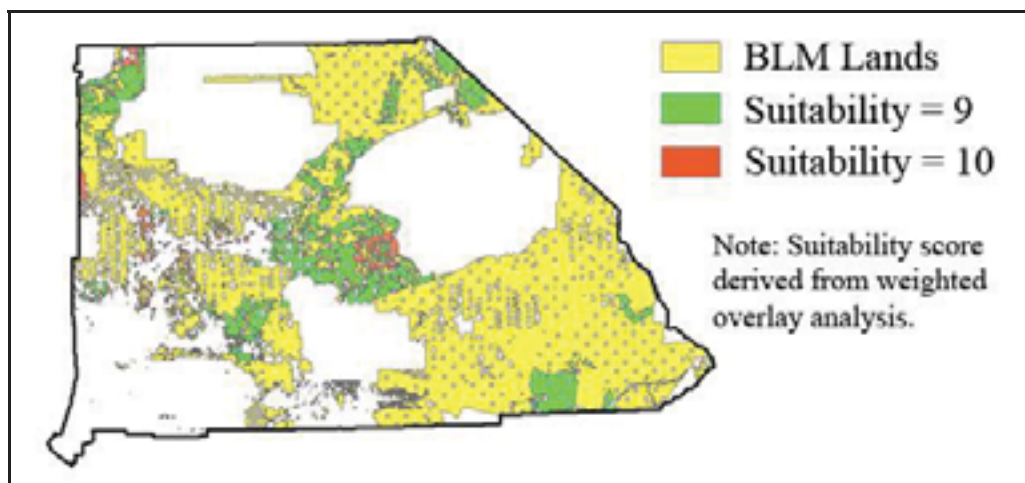 BLM Lands
Suitability = 9
Suitability = 10
Note: Suitability score
derived from weighted
overlay analysis.